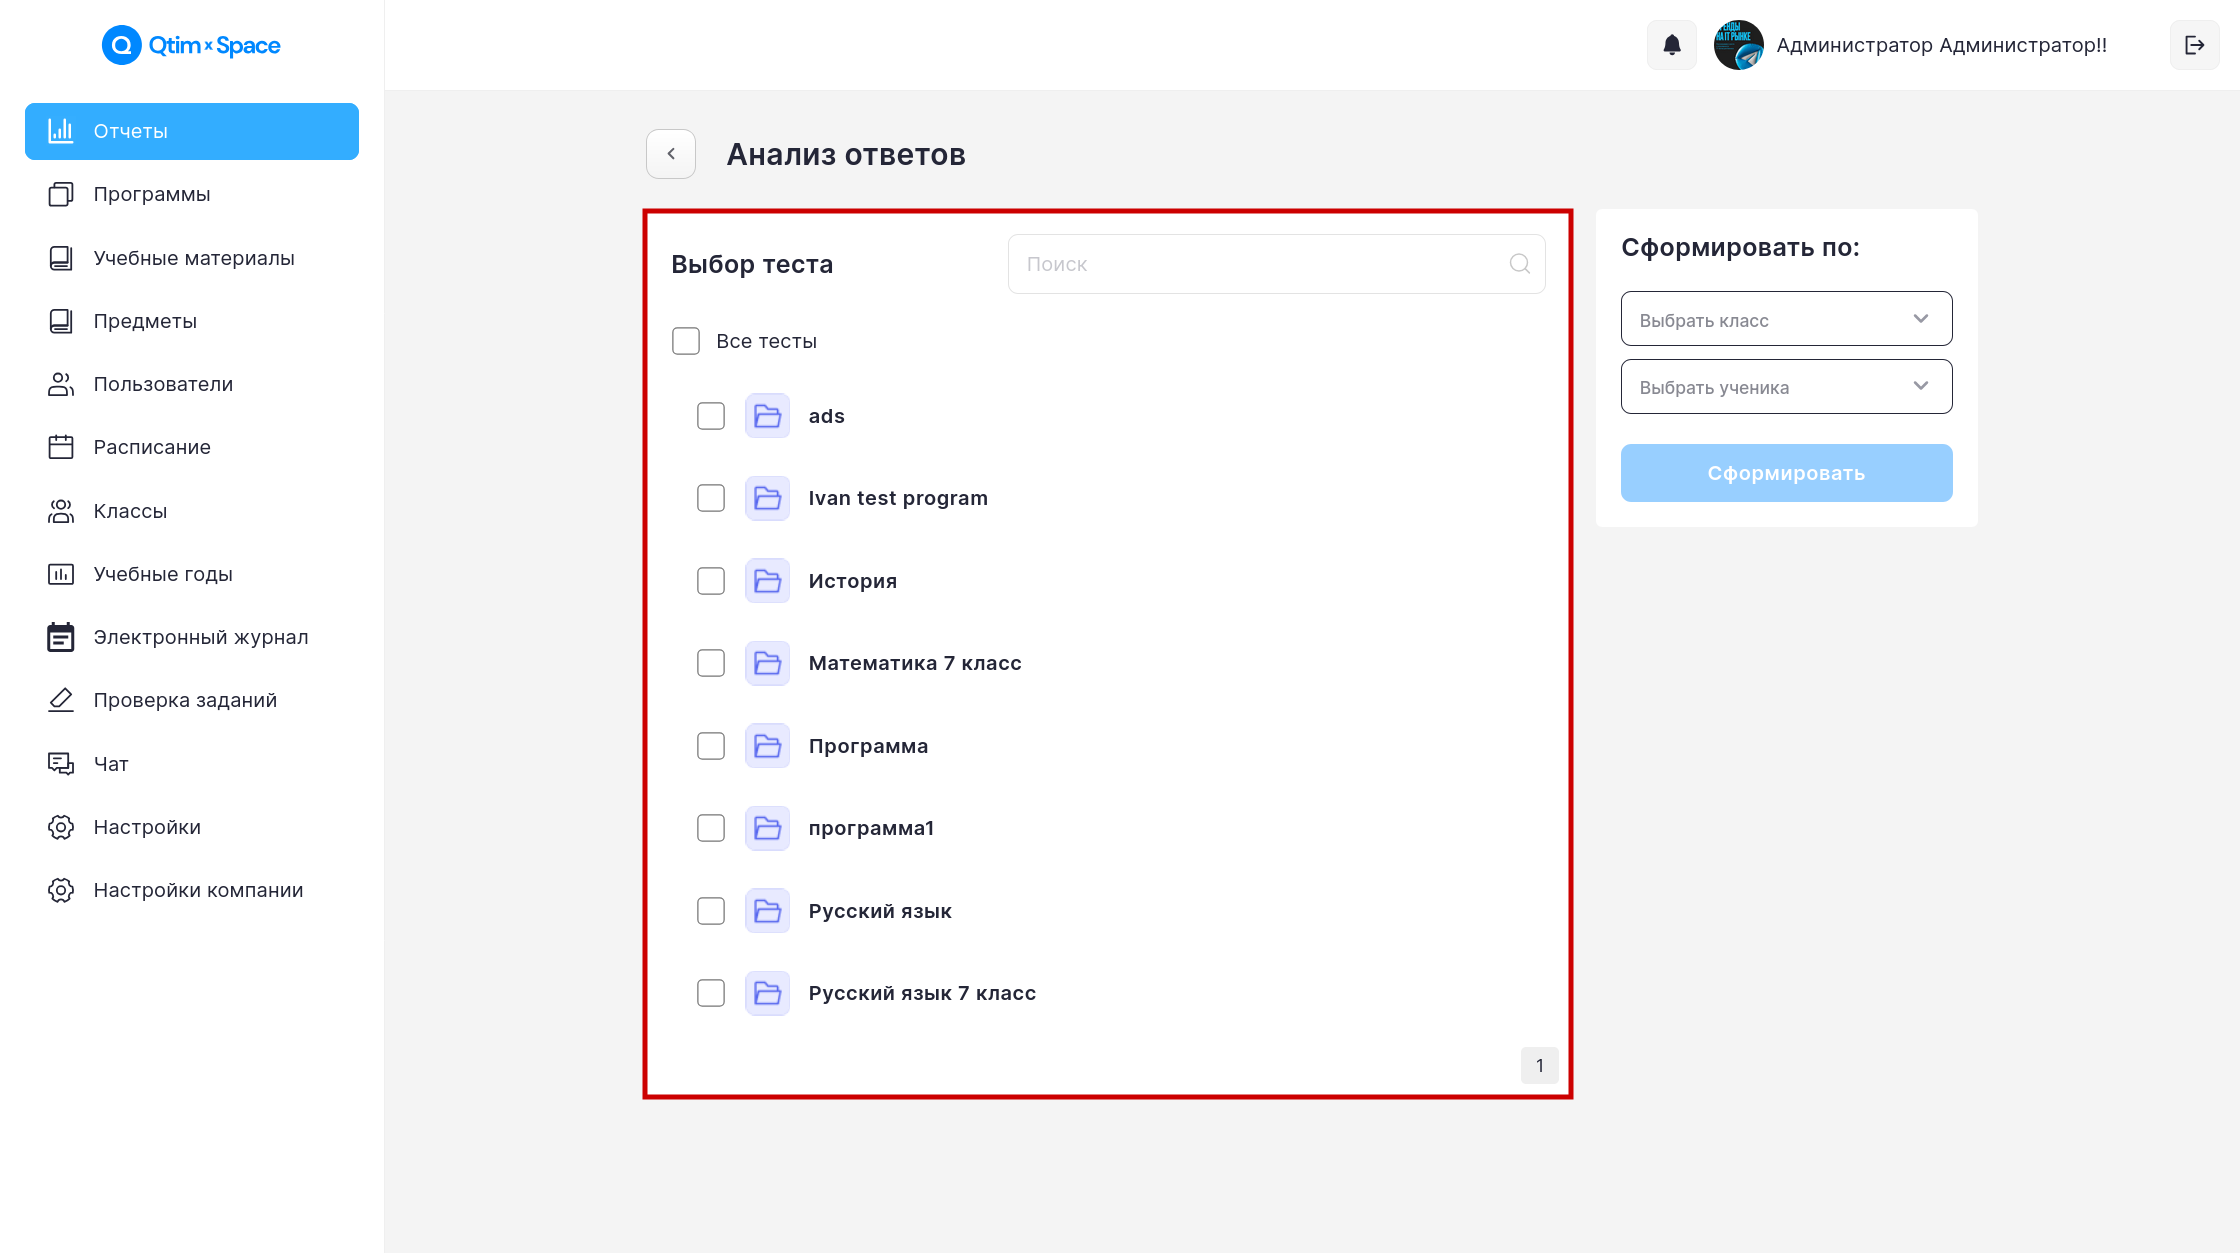 Qtim×Space
Администратор Администратор!!
Отчеты
Программы
Учебные материалы
Предметы
Пользователи
Расписание
Классы
Учебные годы
Электронный журнал
Проверка заданий
Чат
Настройки
Настройки компании
Анализ ответов
Выбор теста
Поиск
Все тесты
ads
Ivan test program
История
Математика 7 класс
Программа
программа1
Русский язык
Русский язык 7 класс
1
Сформировать по:
Выбрать класс
Выбрать ученика
Сформировать